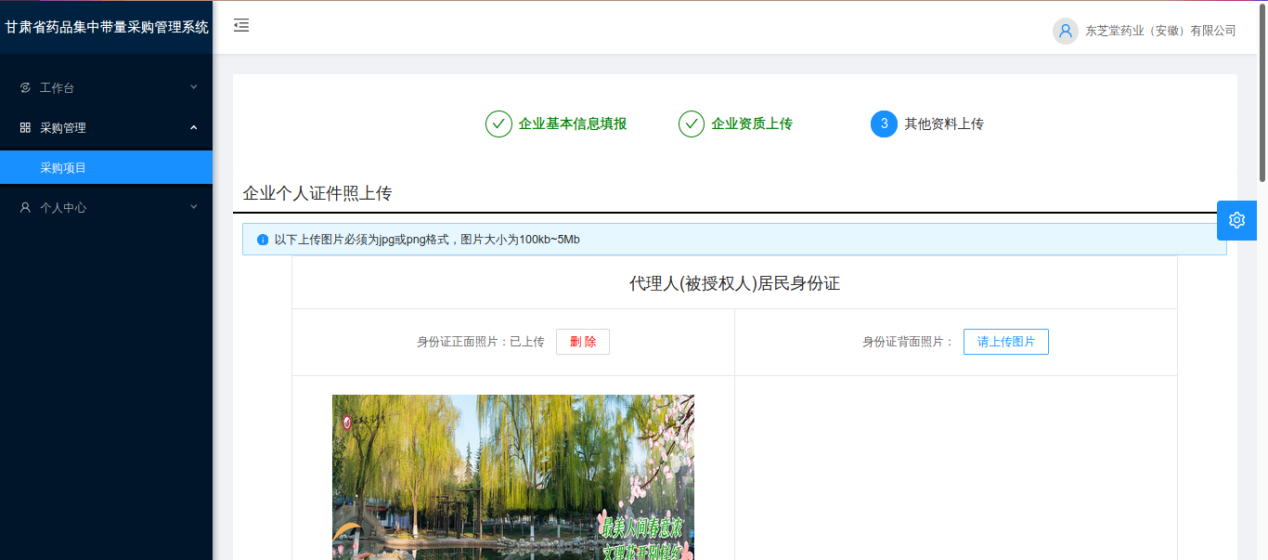 甘肃省药品集中带量采购管理系统
东芝堂药业（安徽）有限公司
工作台
采购管理
采购项目
个人中心
企业基本信息填报
企业资质上传
3 其他资料上传
企业个人证件照上传
以下上传图片必须为jpg或png格式，图片大小为100kb~5Mb
代理人(被授权人)居民身份证
身份证正面照片：已上传 删 除
身份证背面照片： 请上传图片
最美人间春意浓